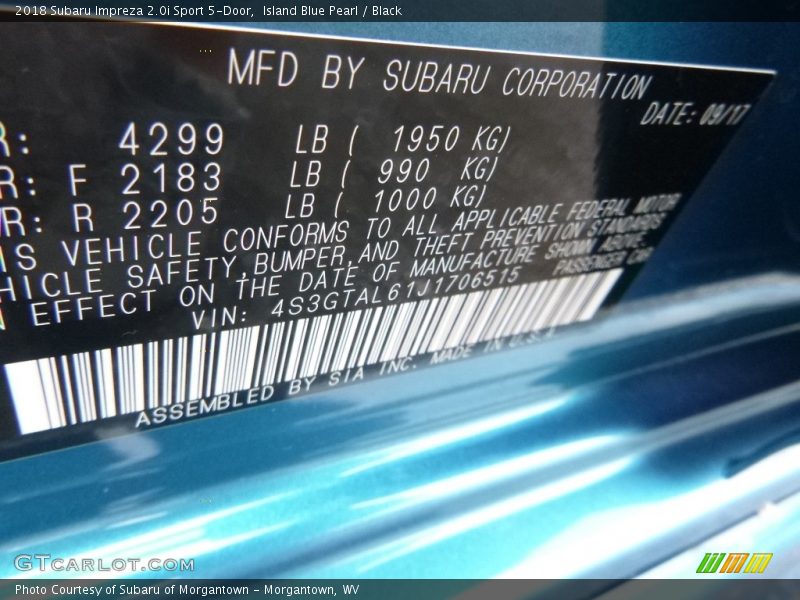 2018 Subaru Impreza 2.0i Sport 5-Door, Island Blue Pearl / Black
MFD BY SUBARU CORPORATION
DATE: 09/17
R: 4299 LB ( 1950 KG)
R: F 2183 LB ( 990 KG)
R: R 2205 LB ( 1000 KG)
IS VEHICLE CONFORMS TO ALL APPLICABLE FEDERAL MOTOR
HICLE SAFETY,BUMPER,AND THEFT PREVENTION STANDARDS
N EFFECT ON THE DATE OF MANUFACTURE SHOWN ABOVE.
VIN: 4S3GTAL61J1706515 PASSENGER CAR
ASSEMBLED BY SIA INC. MADE IN U.S.A
GTCARLOT.COM
Photo Courtesy of Subaru of Morgantown - Morgantown, WV